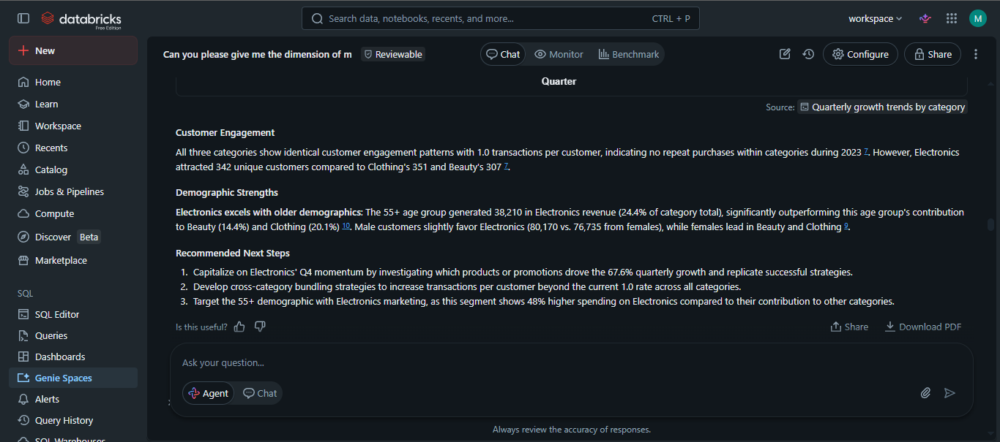 databricks
Free Edition
Search data, notebooks, recents, and more...
CTRL + P
workspace
M
New
Home
Learn
Workspace
Recents
Catalog
Jobs & Pipelines
Compute
Discover Beta
Marketplace
SQL
SQL Editor
Queries
Dashboards
Genie Spaces
Alerts
Query History
SQL Warehouses
Can you please give me the dimension of m
Reviewable
Chat
Monitor
Benchmark
Configure
Share
Quarter
Source: Quarterly growth trends by category
Customer Engagement
All three categories show identical customer engagement patterns with 1.0 transactions per customer, indicating no repeat purchases within categories during 2023 7. However, Electronics
attracted 342 unique customers compared to Clothing's 351 and Beauty's 307 7.
Demographic Strengths
Electronics excels with older demographics: The 55+ age group generated 38,210 in Electronics revenue (24.4% of category total), significantly outperforming this age group's contribution
to Beauty (14.4%) and Clothing (20.1%) 10. Male customers slightly favor Electronics (80,170 vs. 76,735 from females), while females lead in Beauty and Clothing 9.
Recommended Next Steps
1. Capitalize on Electronics' Q4 momentum by investigating which products or promotions drove the 67.6% quarterly growth and replicate successful strategies.
2. Develop cross-category bundling strategies to increase transactions per customer beyond the current 1.0 rate across all categories.
3. Target the 55+ demographic with Electronics marketing, as this segment shows 48% higher spending on Electronics compared to their contribution to other categories.
Is this useful?
Share
Download PDF
Ask your question...
Agent
Chat
Always review the accuracy of responses.